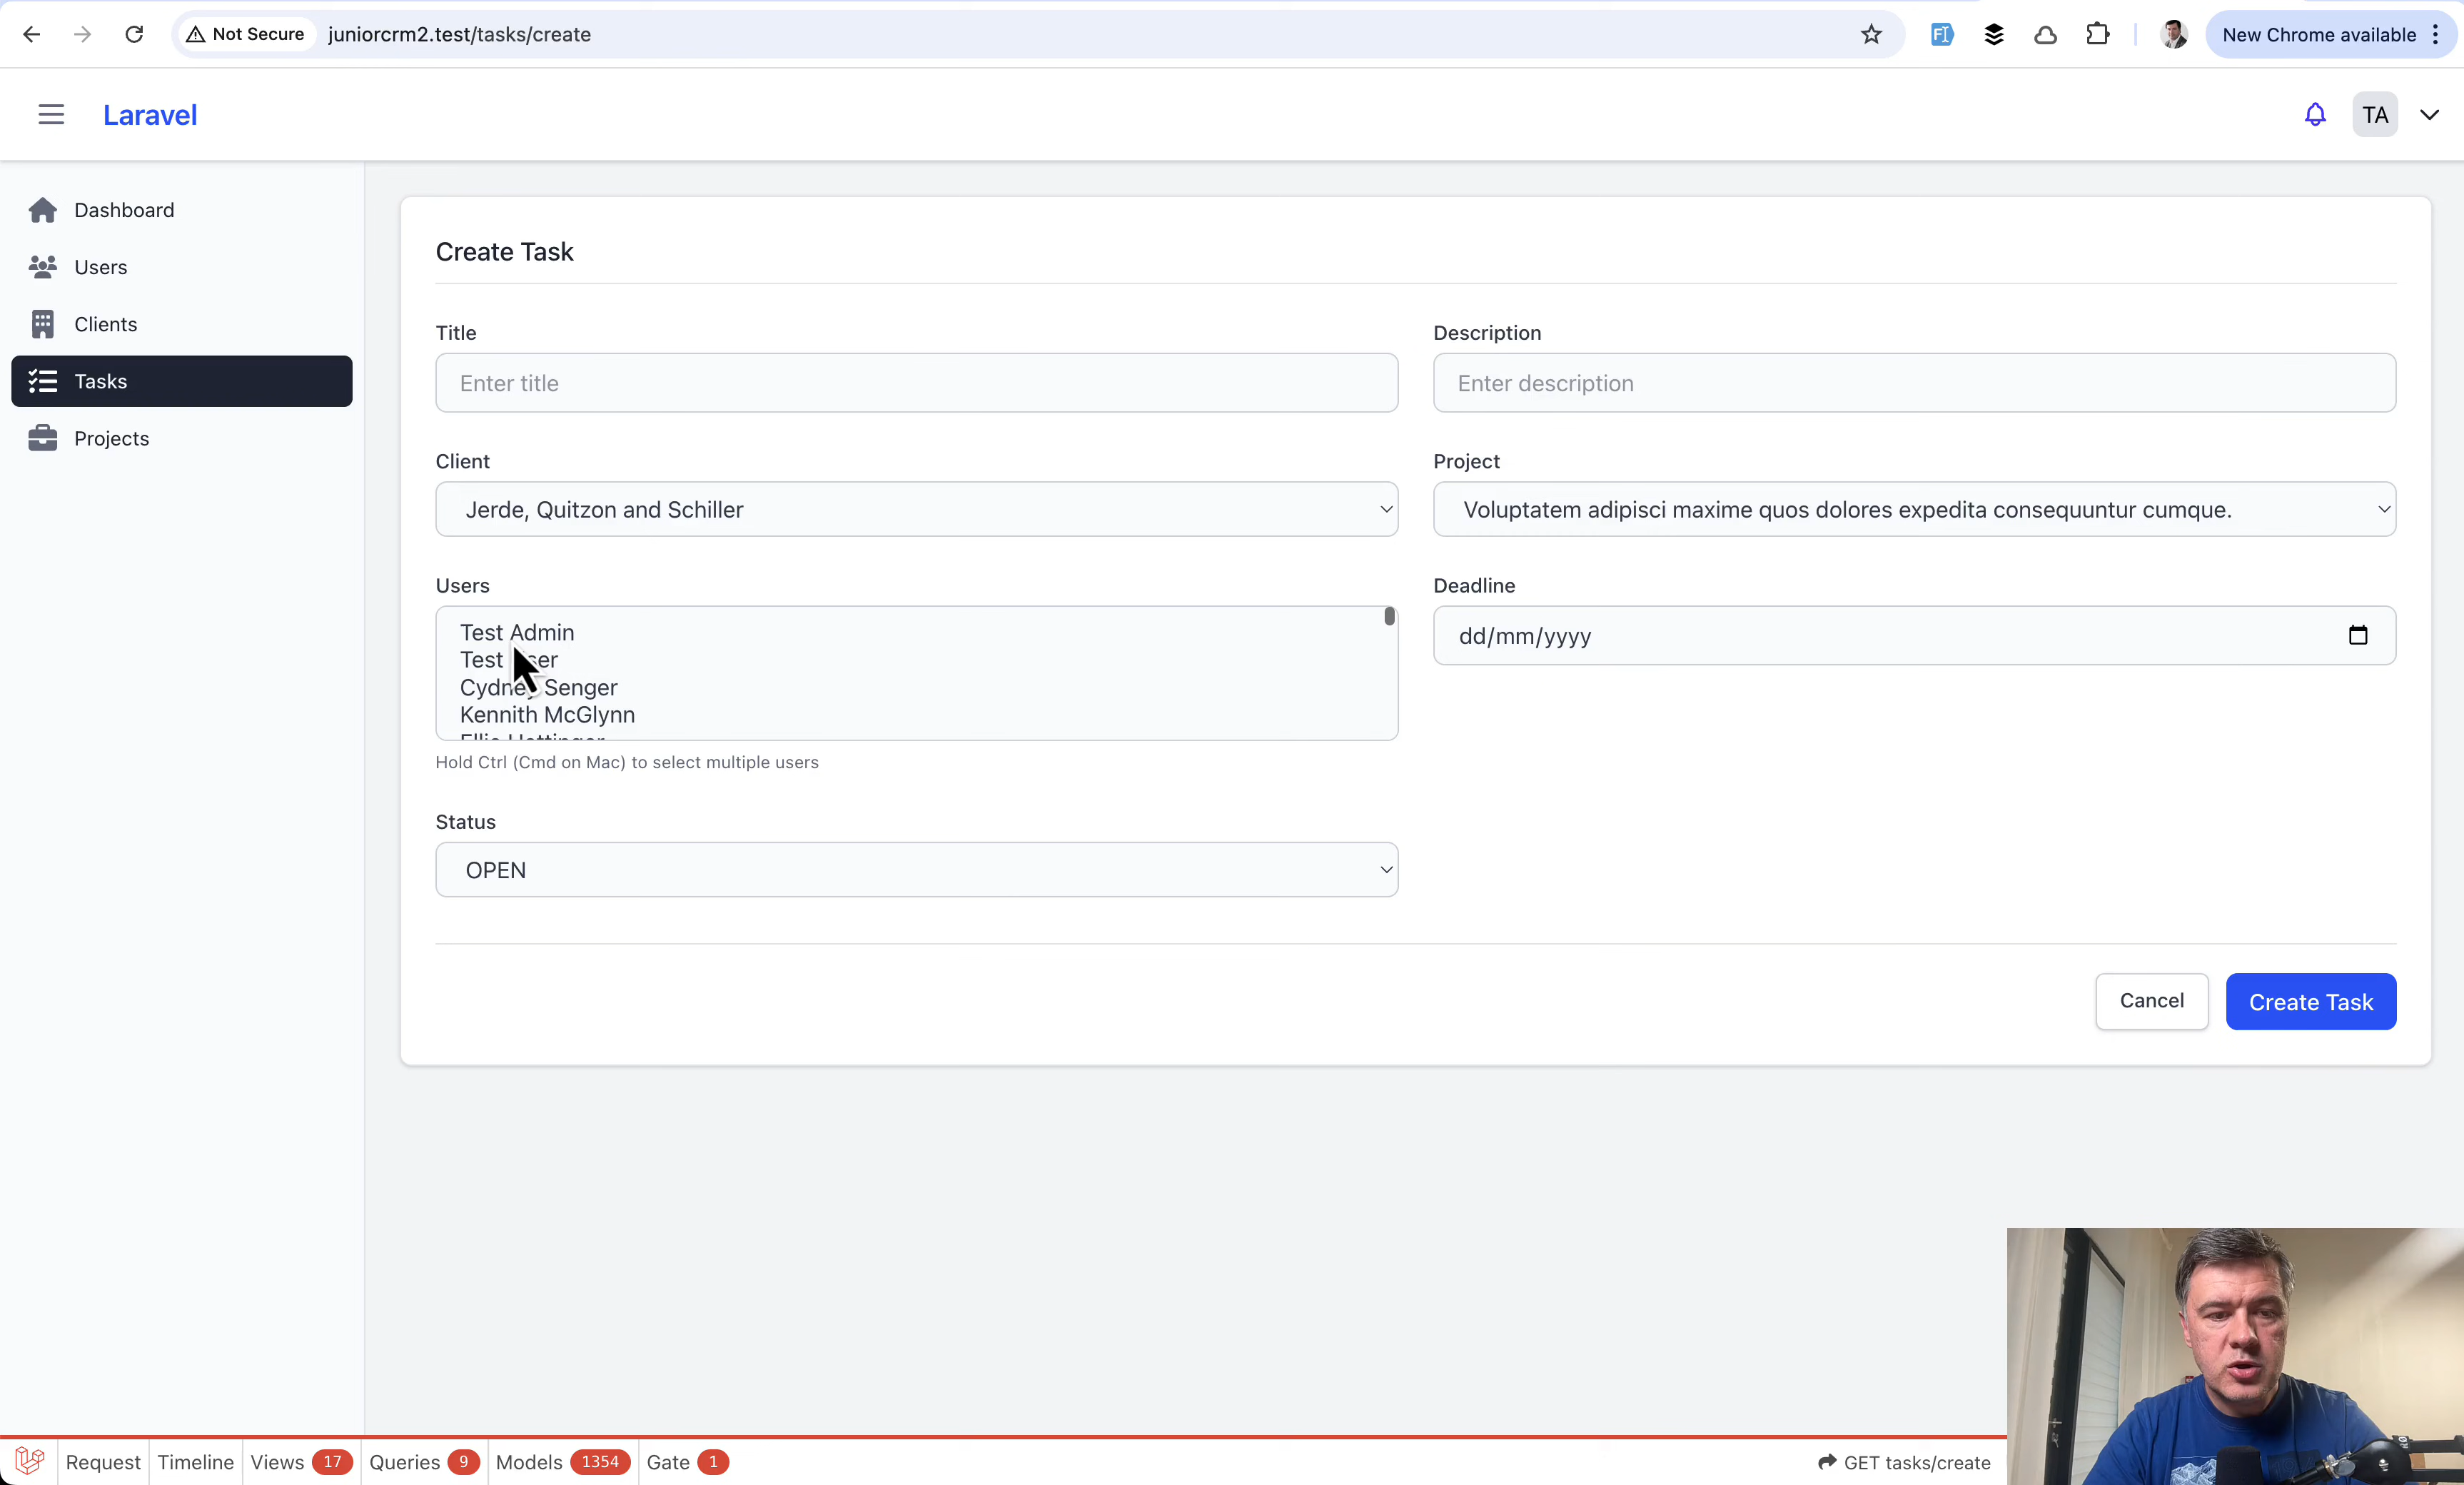 Not Secure
juniorcrm2.test/tasks/create
New Chrome available
Laravel
TA
Dashboard
Users
Clients
Tasks
Projects
Create Task
Title
Description
Enter title
Enter description
Client
Project
Jerde, Quitzon and Schiller
Voluptatem adipisci maxime quos dolores expedita consequuntur cumque.
Users
Deadline
Test Admin
dd/mm/yyyy
Test User
Cydney Senger
Kennith McGlynn
Hold Ctrl (Cmd on Mac) to select multiple users
Status
OPEN
Cancel
Create Task
Request
Timeline
Views 17
Queries 9
Models 1354
Gate 1
GET tasks/create